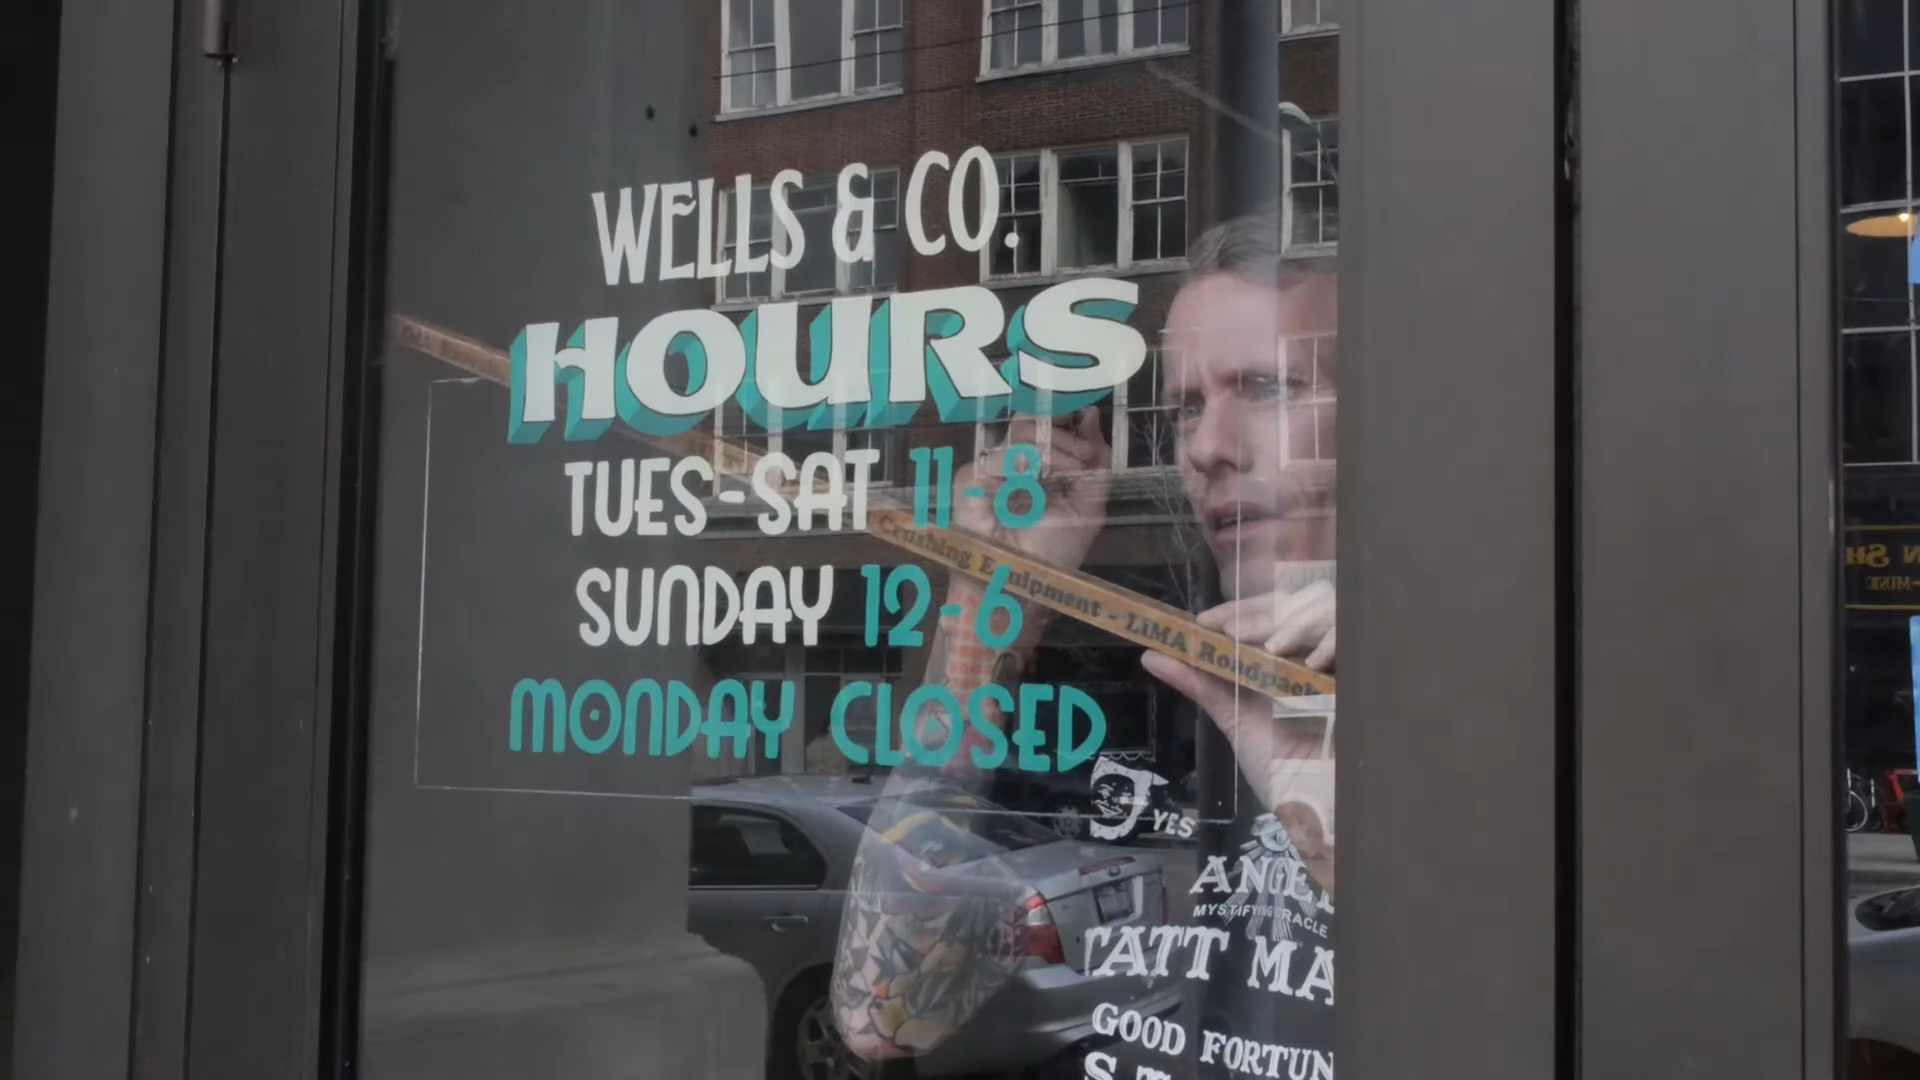 WELLS & CO.
HOURS
TUES-SAT 11-8
SUNDAY 12-6
MONDAY CLOSED
Crushing Equipment - LIMA Roadpack
YES
MYSTIFYING ORACLE
GOOD